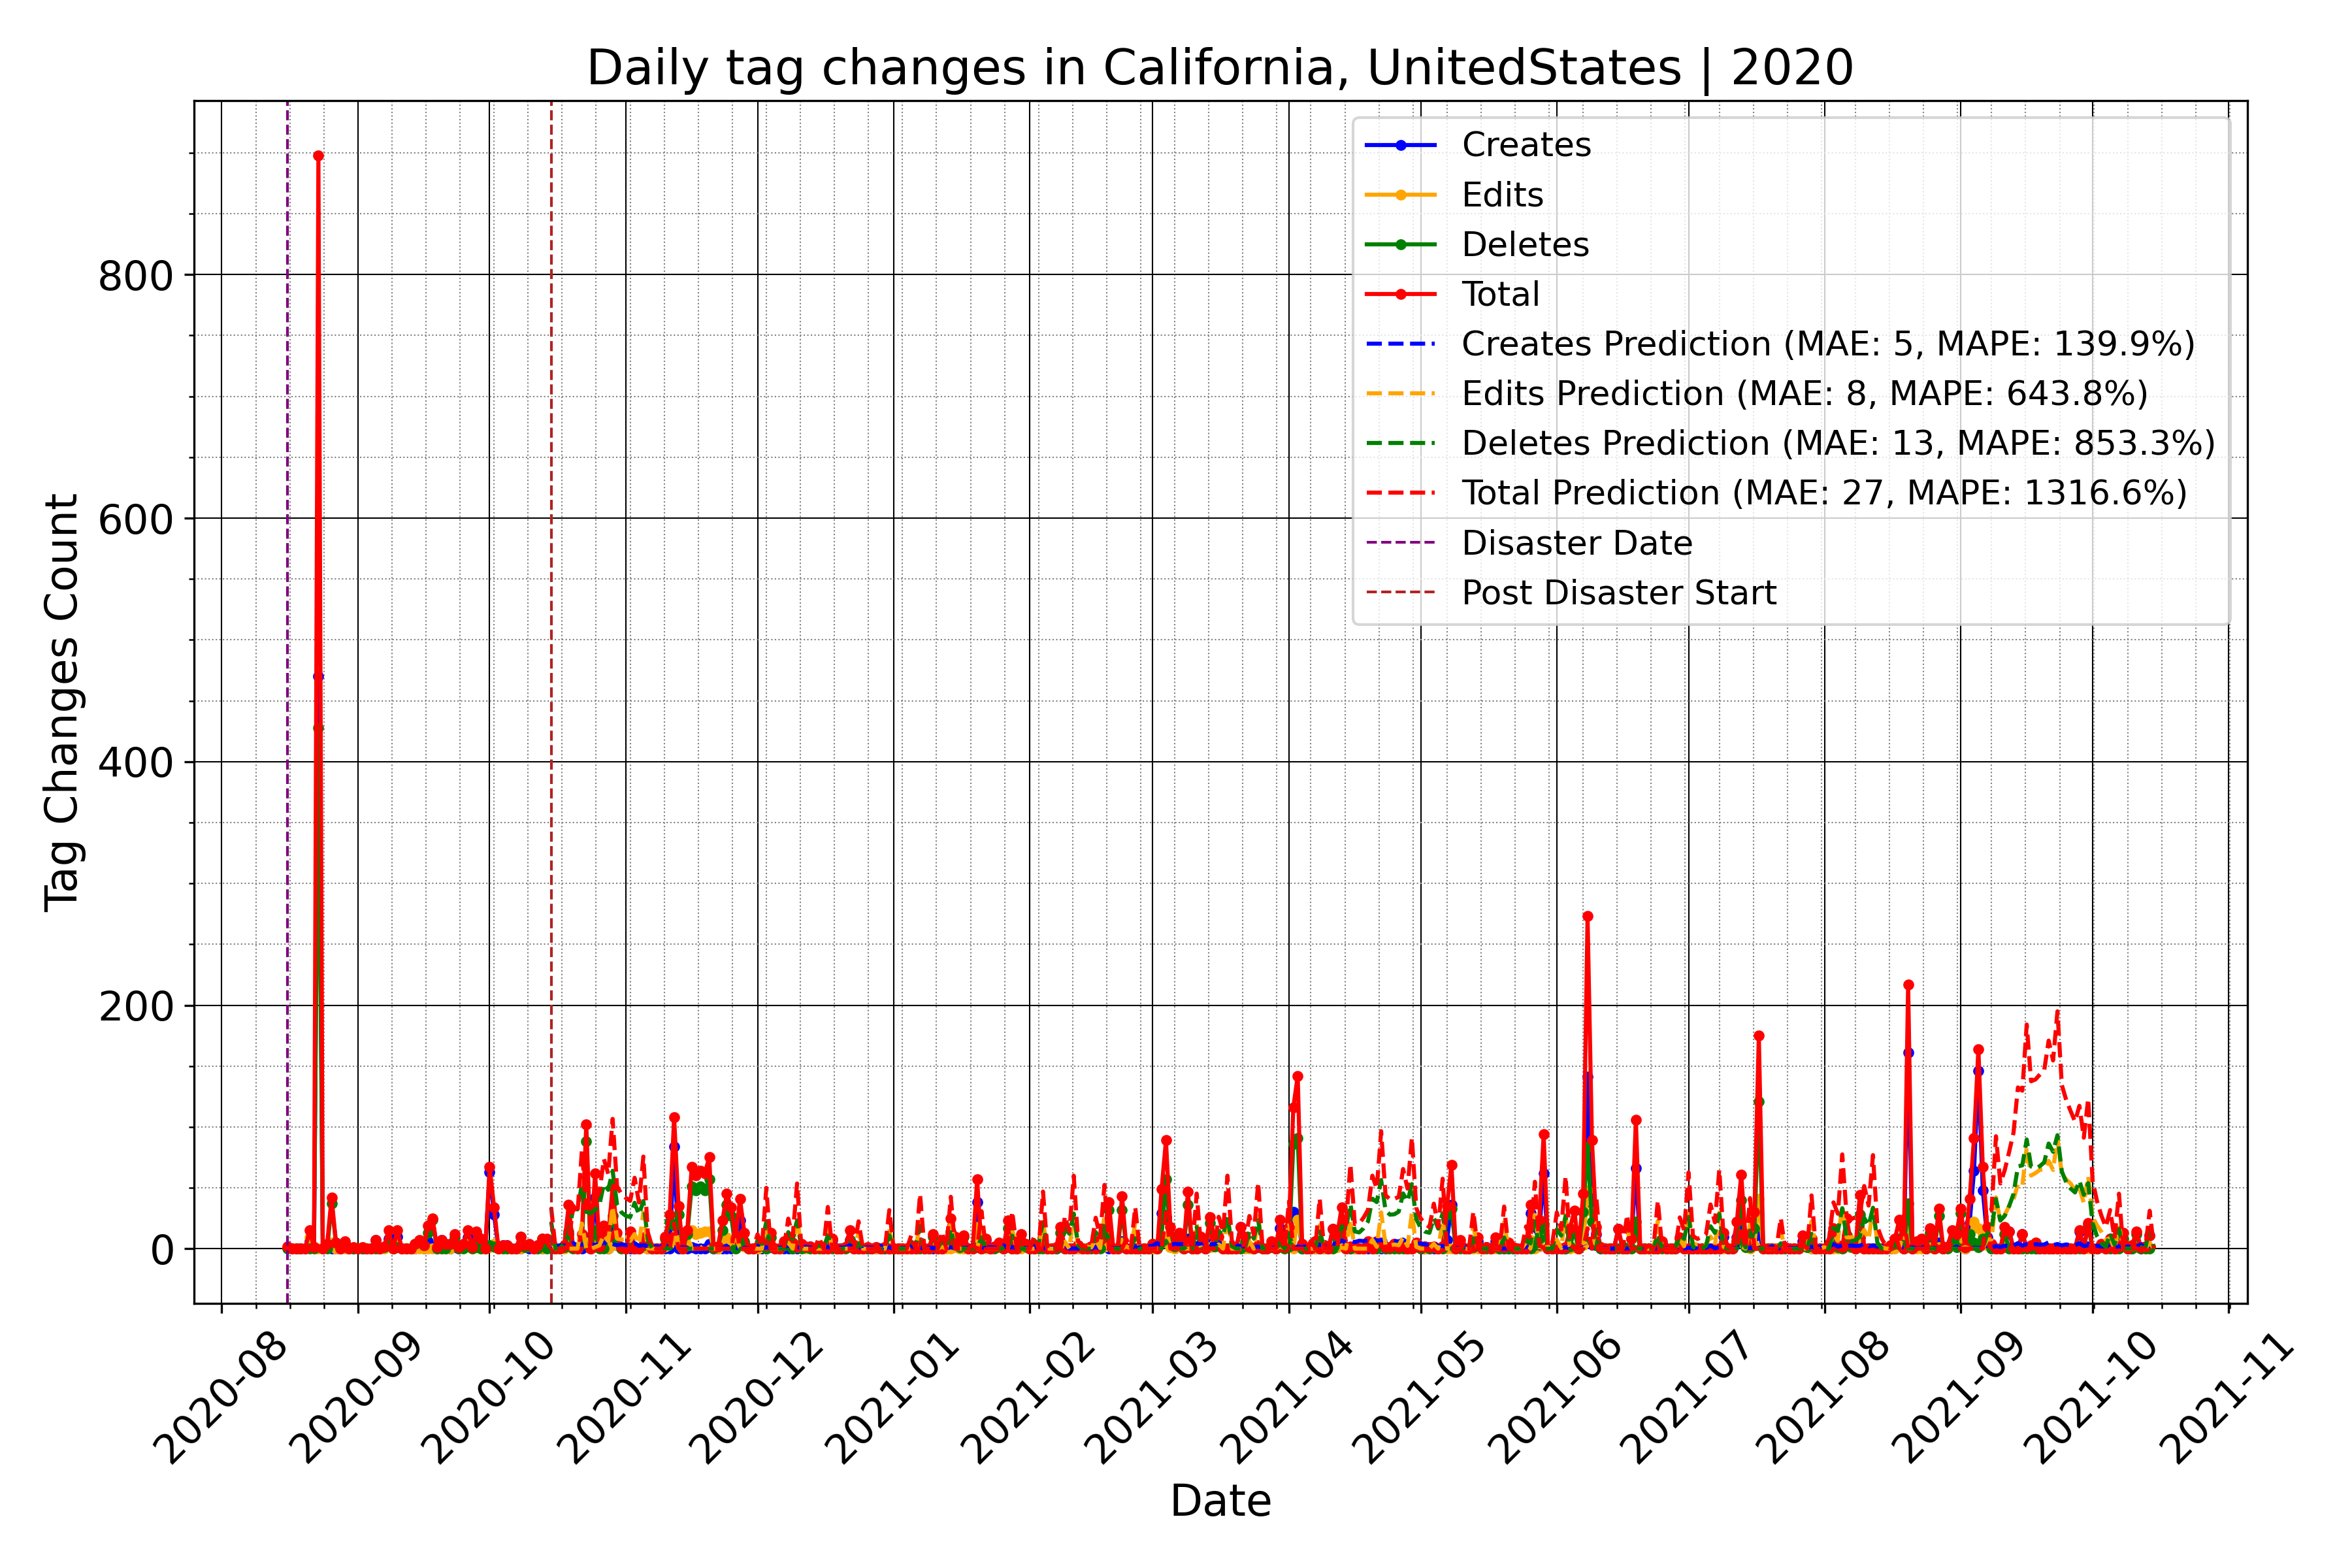 Daily tag changes in California, UnitedStates | 2020
Creates
Edits
Deletes
Total
Creates Prediction (MAE: 5, MAPE: 139.9%)
Edits Prediction (MAE: 8, MAPE: 643.8%)
Deletes Prediction (MAE: 13, MAPE: 853.3%)
Total Prediction (MAE: 27, MAPE: 1316.6%)
Disaster Date
Post Disaster Start
Tag Changes Count
800
600
400
200
0
2020-08
2020-09
2020-10
2020-11
2020-12
2021-01
2021-02
2021-03
2021-04
2021-05
2021-06
2021-07
2021-08
2021-09
2021-10
2021-11
Date